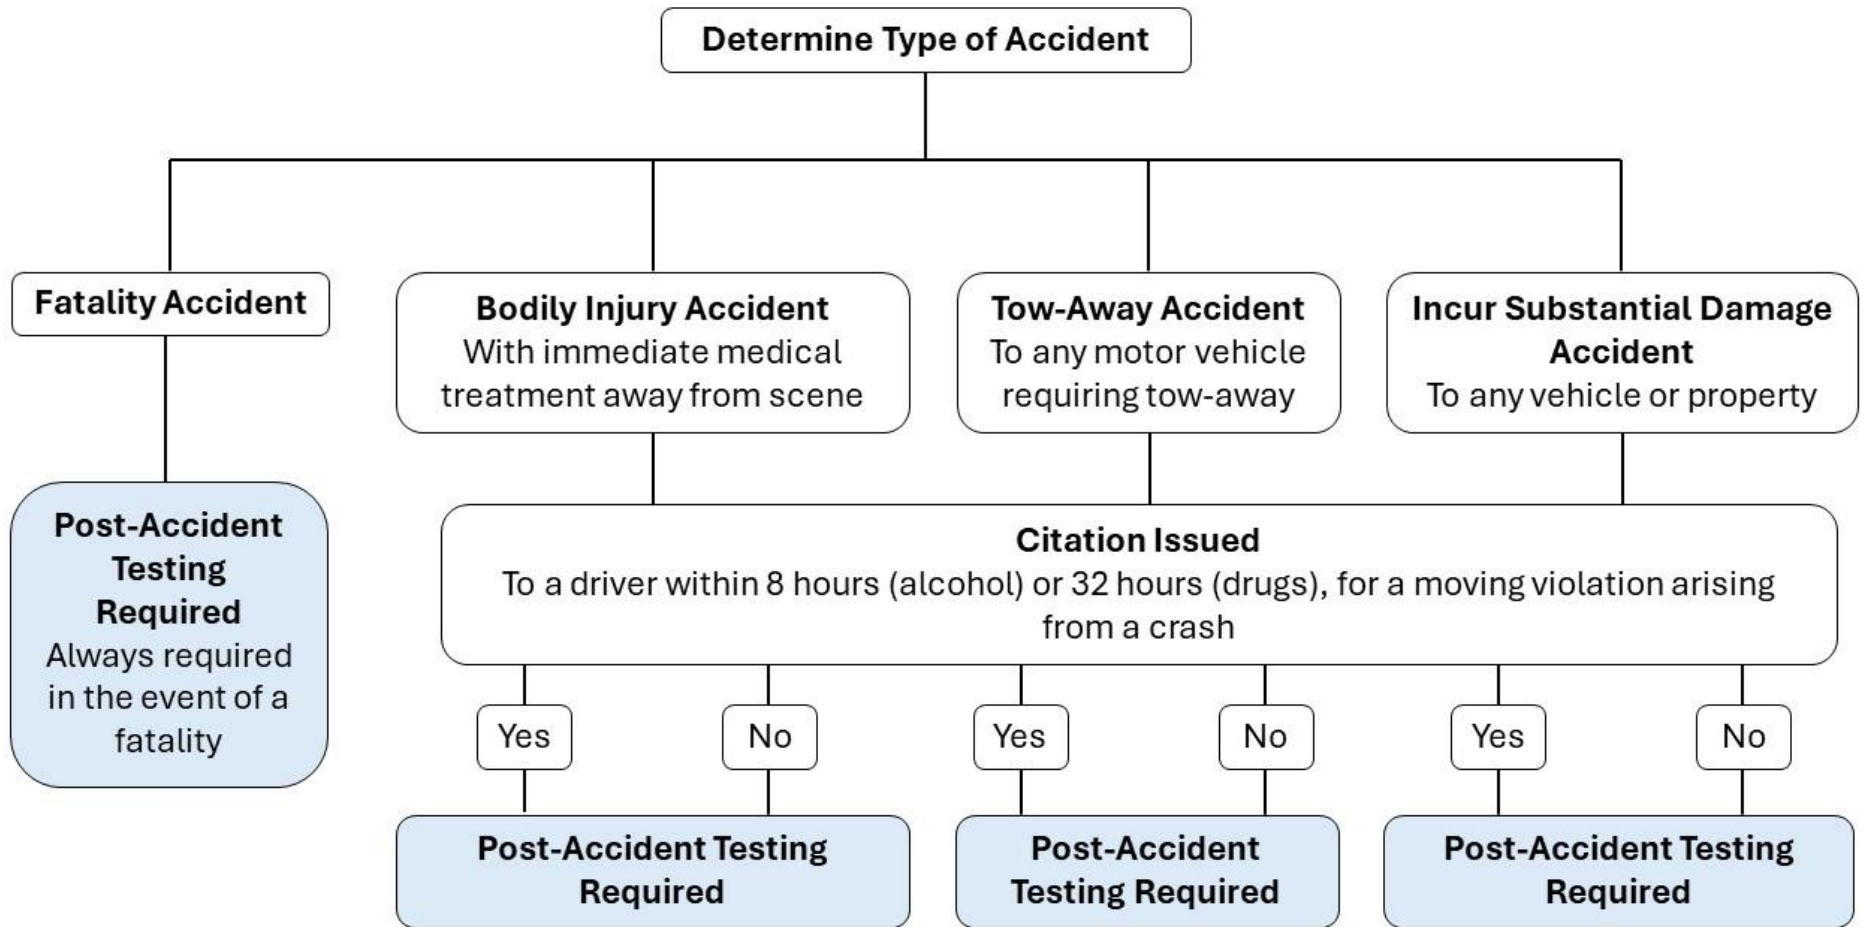 Determine Type of Accident
Fatality Accident
Bodily Injury Accident
With immediate medical
treatment away from scene
Tow-Away Accident
To any motor vehicle
requiring tow-away
Incur Substantial Damage
Accident
To any vehicle or property
Post-Accident
Testing
Required
Always required
in the event of a
fatality
Citation Issued
To a driver within 8 hours (alcohol) or 32 hours (drugs), for a moving violation arising
from a crash
Yes
No
Yes
No
Yes
No
Post-Accident Testing
Required
Post-Accident
Testing Required
Post-Accident Testing
Required